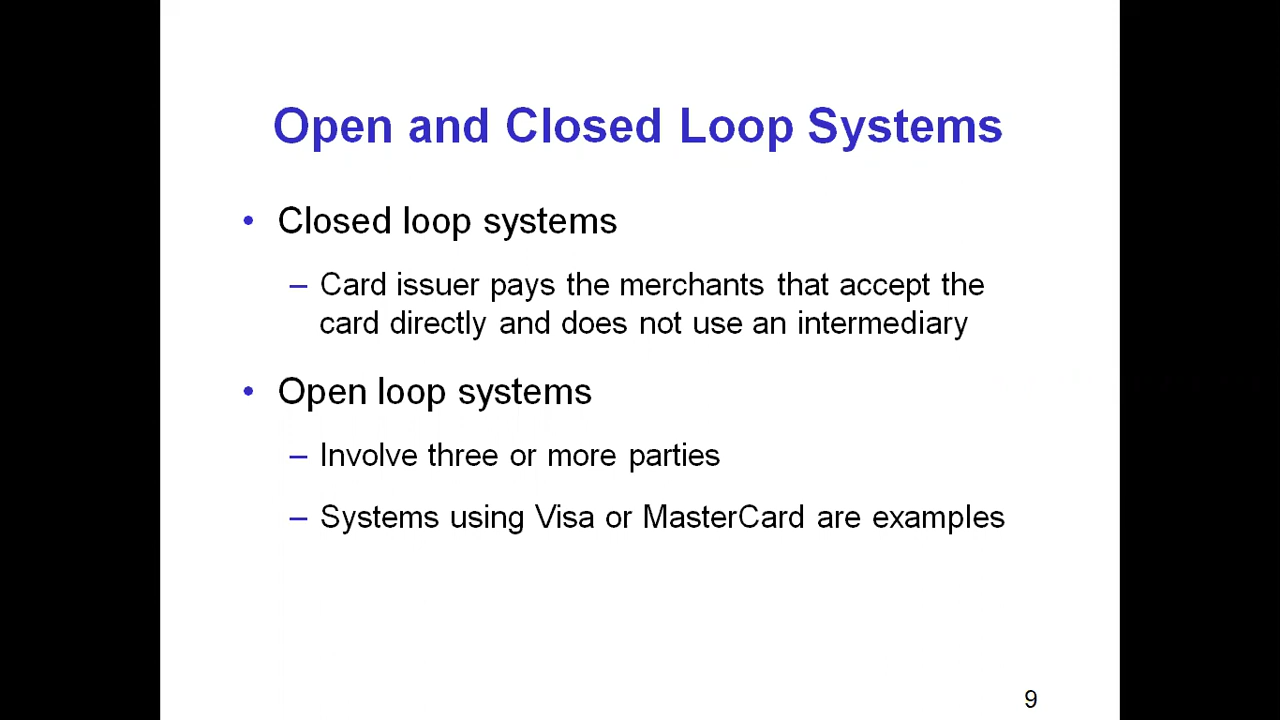 Open and Closed Loop Systems
• Closed loop systems
– Card issuer pays the merchants that accept the
card directly and does not use an intermediary
• Open loop systems
– Involve three or more parties
– Systems using Visa or MasterCard are examples
9